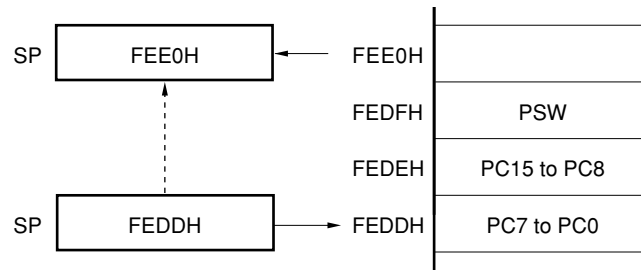 SP FEE0H FEE0H
FEDFH PSW
FEDEH PC15 to PC8
SP FEDDH FEDDH PC7 to PC0